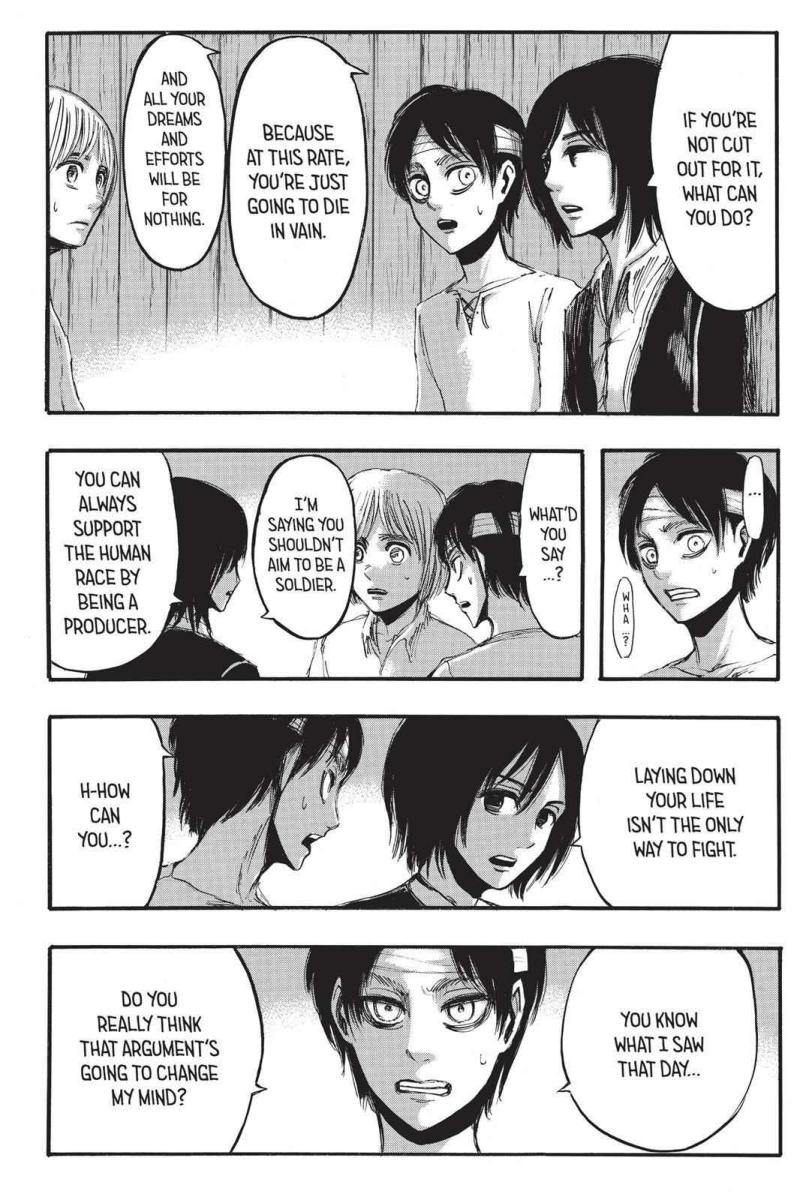 IF YOU'RE
NOT CUT
OUT FOR IT,
WHAT CAN
YOU DO?
BECAUSE
AT THIS RATE,
YOU'RE JUST
GOING TO DIE
IN VAIN.
AND
ALL YOUR
DREAMS
AND
EFFORTS
WILL BE
FOR
NOTHING.
...
WHA
...?
WHAT'D
YOU
SAY
...?
I'M
SAYING YOU
SHOULDN'T
AIM TO BE A
SOLDIER.
YOU CAN
ALWAYS
SUPPORT
THE HUMAN
RACE BY
BEING A
PRODUCER.
LAYING DOWN
YOUR LIFE
ISN'T THE ONLY
WAY TO FIGHT.
H-HOW
CAN
YOU...?
YOU KNOW
WHAT I SAW
THAT DAY...
DO YOU
REALLY THINK
THAT ARGUMENT'S
GOING TO CHANGE
MY MIND?